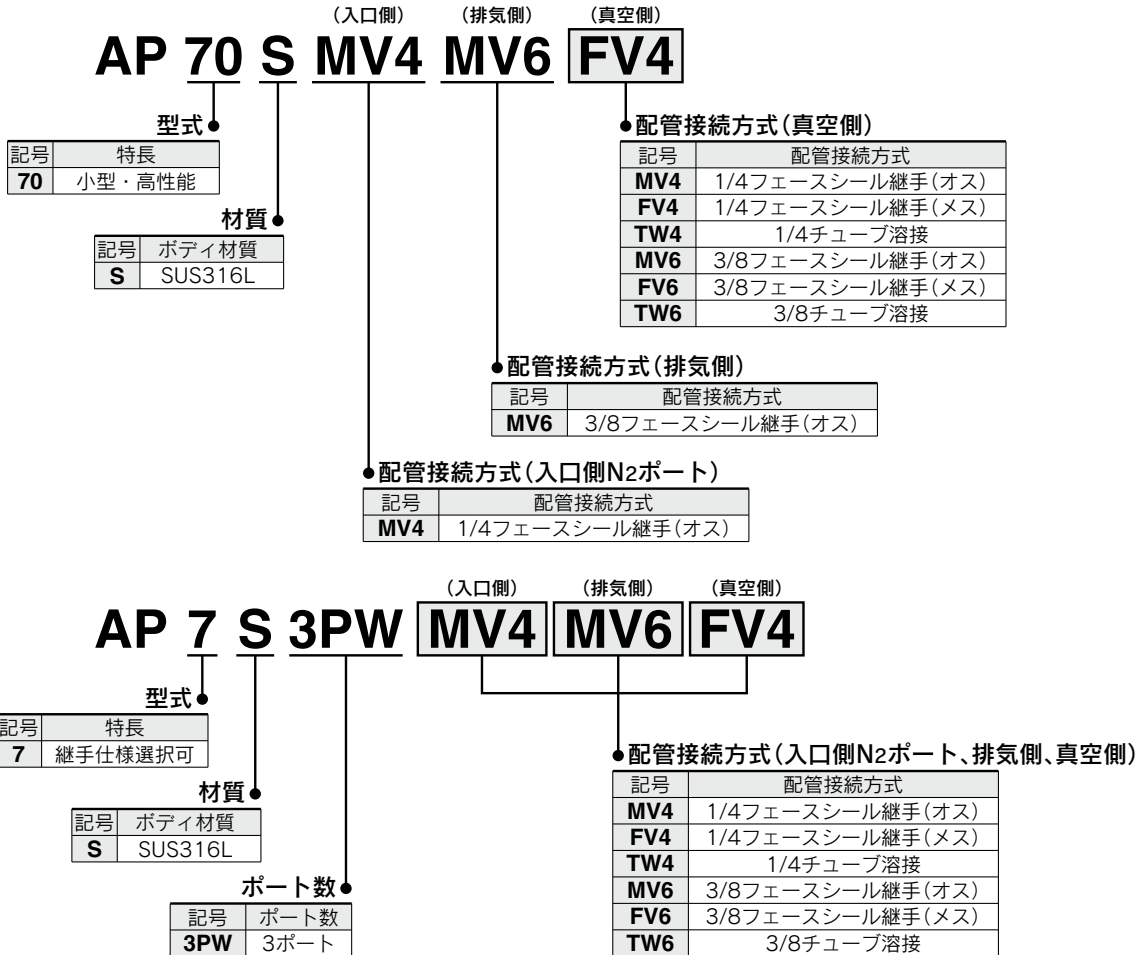 （入口側） （排気側） （真空側）
AP 70 S MV4 MV6 FV4
型式
記号 特長
70 小型・高性能
材質
記号 ボディ材質
S SUS316L
配管接続方式（真空側）
記号 配管接続方式
MV4 1/4フェースシール継手（オス）
FV4 1/4フェースシール継手（メス）
TW4 1/4チューブ溶接
MV6 3/8フェースシール継手（オス）
FV6 3/8フェースシール継手（メス）
TW6 3/8チューブ溶接
配管接続方式（排気側）
記号 配管接続方式
MV6 3/8フェースシール継手（オス）
配管接続方式（入口側N2ポート）
記号 配管接続方式
MV4 1/4フェースシール継手（オス）
（入口側） （排気側） （真空側）
AP 7 S 3PW MV4 MV6 FV4
型式
記号 特長
7 継手仕様選択可
材質
記号 ボディ材質
S SUS316L
ポート数
記号 ポート数
3PW 3ポート
配管接続方式（入口側N2ポート、排気側、真空側）
記号 配管接続方式
MV4 1/4フェースシール継手（オス）
FV4 1/4フェースシール継手（メス）
TW4 1/4チューブ溶接
MV6 3/8フェースシール継手（オス）
FV6 3/8フェースシール継手（メス）
TW6 3/8チューブ溶接